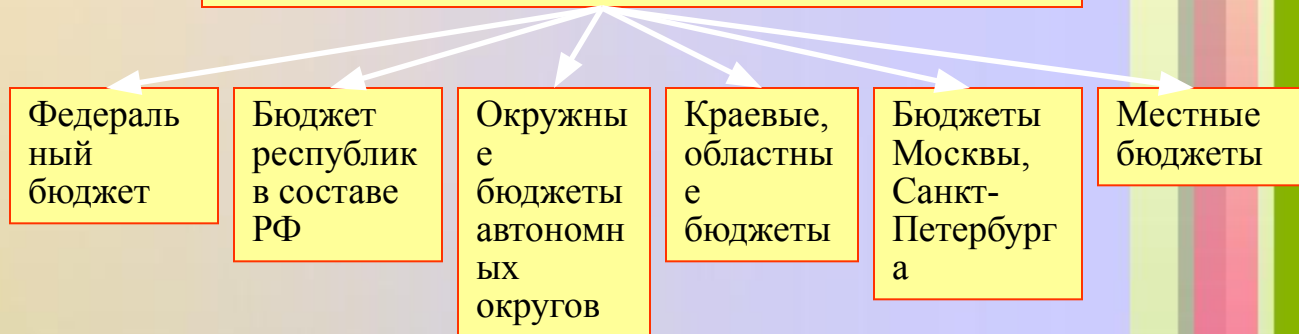 Федераль
ный
бюджет
Бюджет
республик
в составе
РФ
Окружны
е
бюджеты
автономн
ых
округов
Краевые,
областны
е
бюджеты
Бюджеты
Москвы,
Санкт-
Петербург
а
Местные
бюджеты